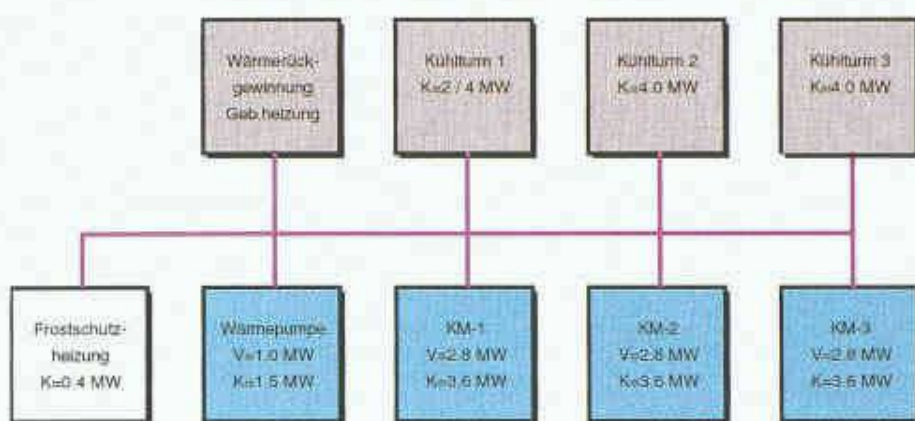 Wärmerück-
gewinnung
Geb.heizung
Kühlturm 1
K=2 / 4 MW
Kühlturm 2
K=4.0 MW
Kühlturm 3
K=4.0 MW
Frostschutz-
heizung
K=0.4 MW
Wärmepumpe
V=1.0 MW
K=1.5 MW
KM-1
V=2.8 MW
K=3.6 MW
KM-2
V=2.8 MW
K=3.6 MW
KM-3
V=2.8 MW
K=3.6 MW